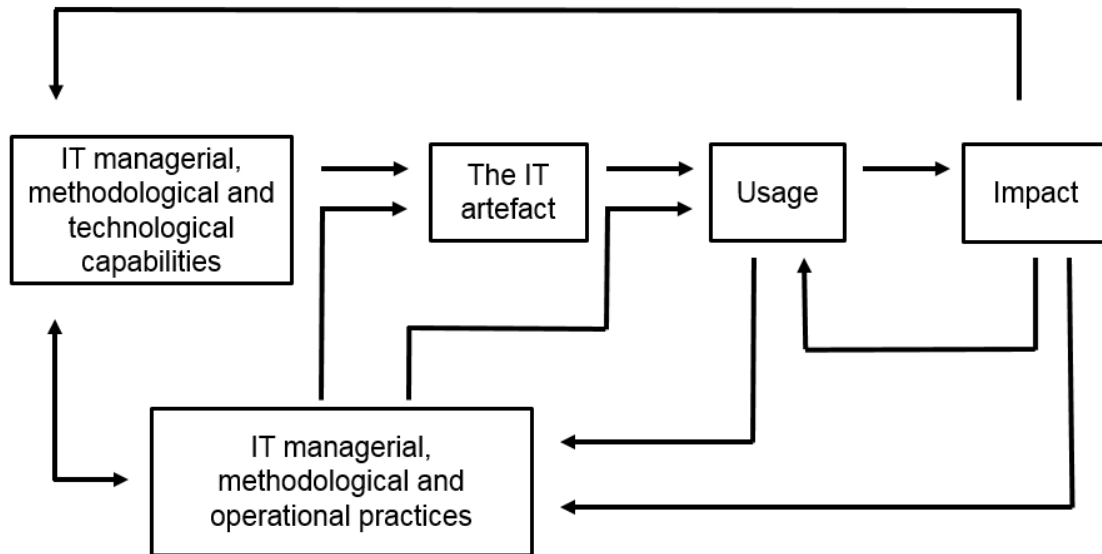 IT managerial,
methodological and
technological
capabilities
The IT
artefact
Usage
Impact
IT managerial,
methodological and
operational practices